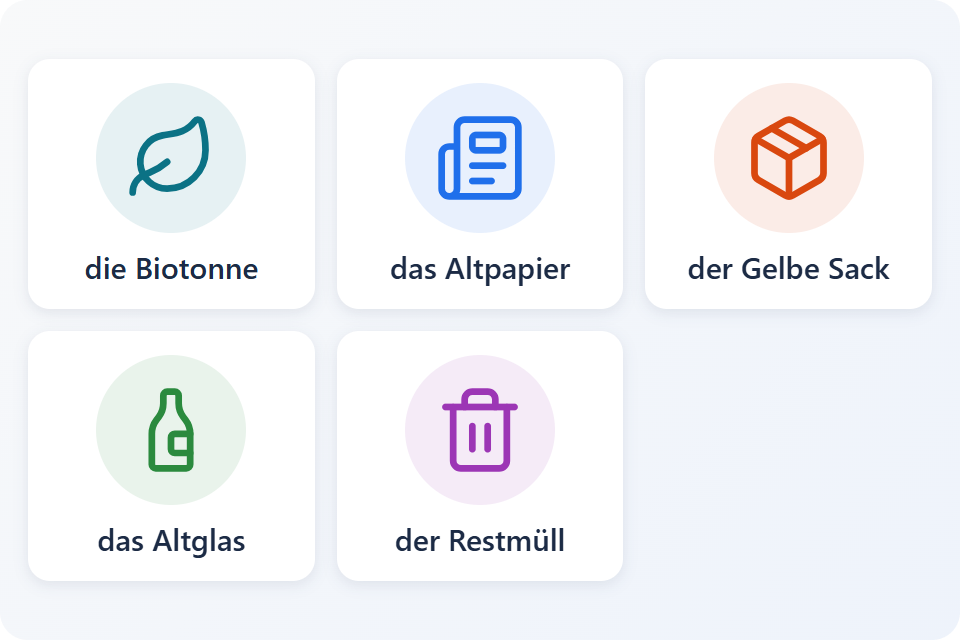 die Biotonne
das Altpapier
der Gelbe Sack
das Altglas
der Restmüll